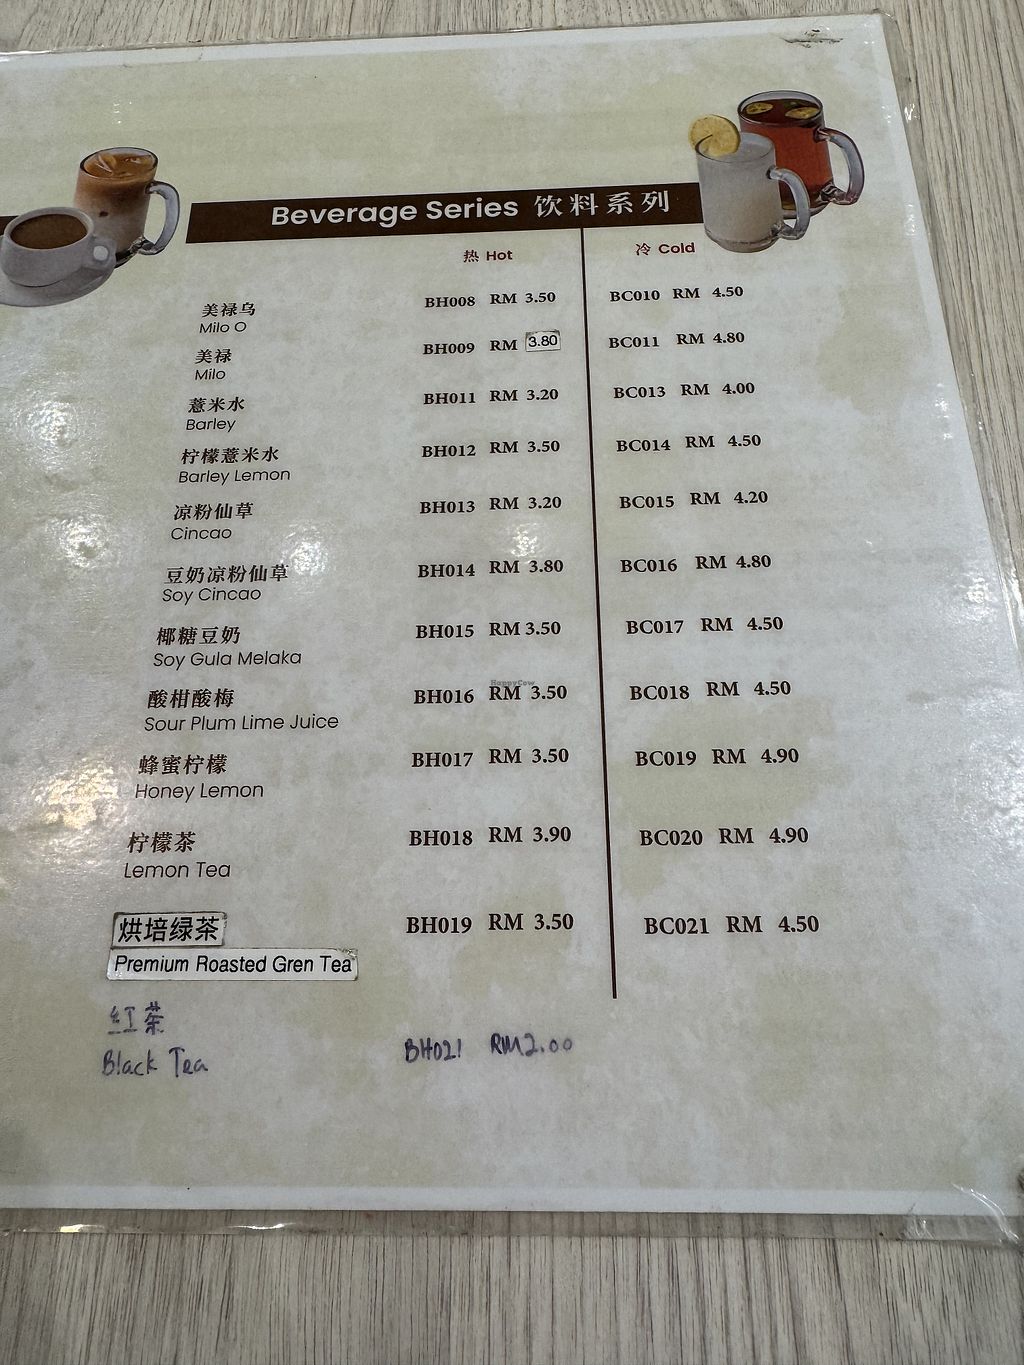 Beverage Series 饮料系列
热 Hot 冷 Cold
美禄乌 BH008 RM 3.50 BC010 RM 4.50
Milo O
美禄 BH009 RM 3.80 BC011 RM 4.80
Milo
薏米水 BH011 RM 3.20 BC013 RM 4.00
Barley
柠檬薏米水 BH012 RM 3.50 BC014 RM 4.50
Barley Lemon
凉粉仙草 BH013 RM 3.20 BC015 RM 4.20
Cincao
豆奶凉粉仙草 BH014 RM 3.80 BC016 RM 4.80
Soy Cincao
椰糖豆奶 BH015 RM 3.50 BC017 RM 4.50
Soy Gula Melaka
HappyCow
酸柑酸梅 BH016 RM 3.50 BC018 RM 4.50
Sour Plum Lime Juice
蜂蜜柠檬 BH017 RM 3.50 BC019 RM 4.90
Honey Lemon
柠檬茶 BH018 RM 3.90 BC020 RM 4.90
Lemon Tea
烘培绿茶 BH019 RM 3.50 BC021 RM 4.50
Premium Roasted Gren Tea
红茶
Black Tea BH021 RM2.00